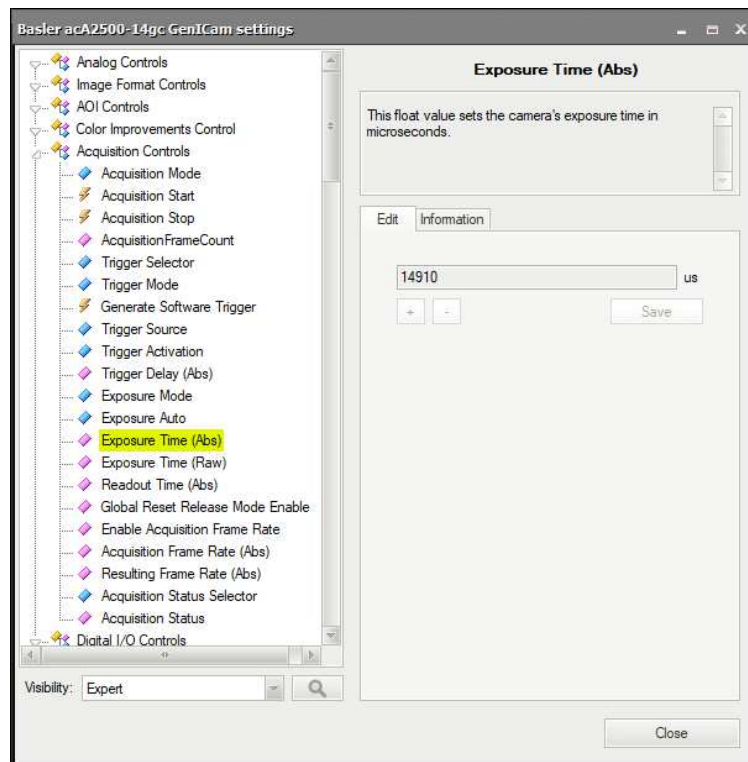 Basler acA2500-14gc GenICam settings
Analog Controls
Image Format Controls
AOI Controls
Color Improvements Control
Acquisition Controls
Acquisition Mode
Acquisition Start
Acquisition Stop
AcquisitionFrameCount
Trigger Selector
Trigger Mode
Generate Software Trigger
Trigger Source
Trigger Activation
Trigger Delay (Abs)
Exposure Mode
Exposure Auto
Exposure Time (Abs)
Exposure Time (Raw)
Readout Time (Abs)
Global Reset Release Mode Enable
Enable Acquisition Frame Rate
Acquisition Frame Rate (Abs)
Resulting Frame Rate (Abs)
Acquisition Status Selector
Acquisition Status
Digital I/O Controls
Visibility: Expert
Exposure Time (Abs)
This float value sets the camera's exposure time in
microseconds.
Edit Information
14910 us
+ - Save
Close